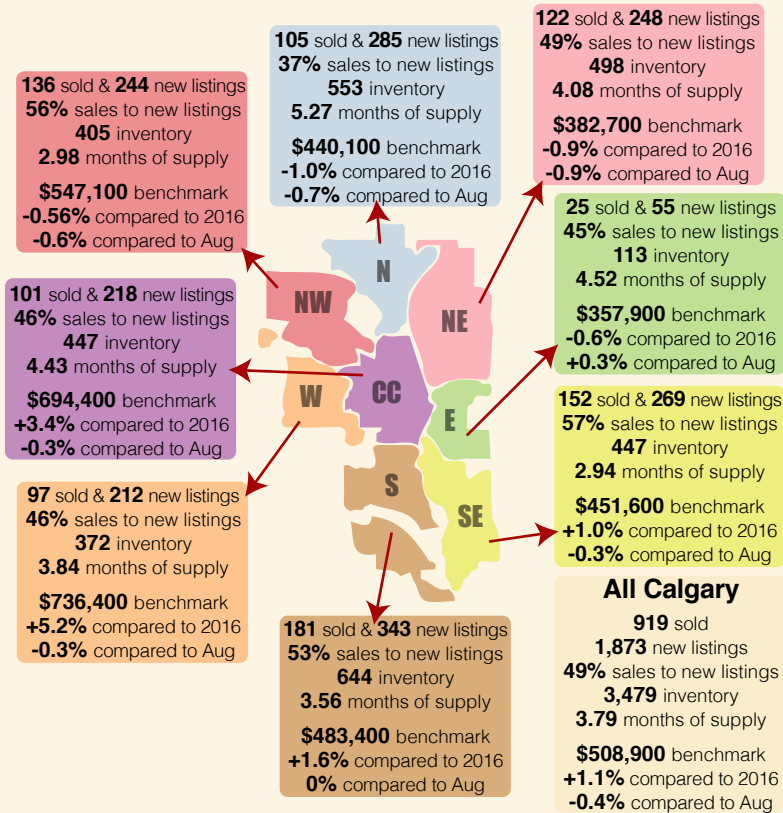 136 sold & 244 new listings
56% sales to new listings
405 inventory
2.98 months of supply
$547,100 benchmark
-0.56% compared to 2016
-0.6% compared to Aug
105 sold & 285 new listings
37% sales to new listings
553 inventory
5.27 months of supply
$440,100 benchmark
-1.0% compared to 2016
-0.7% compared to Aug
122 sold & 248 new listings
49% sales to new listings
498 inventory
4.08 months of supply
$382,700 benchmark
-0.9% compared to 2016
-0.9% compared to Aug
25 sold & 55 new listings
45% sales to new listings
113 inventory
4.52 months of supply
$357,900 benchmark
-0.6% compared to 2016
+0.3% compared to Aug
101 sold & 218 new listings
46% sales to new listings
447 inventory
4.43 months of supply
$694,400 benchmark
+3.4% compared to 2016
-0.3% compared to Aug
N
NW
NE
W
CC
E
S
SE
152 sold & 269 new listings
57% sales to new listings
447 inventory
2.94 months of supply
$451,600 benchmark
+1.0% compared to 2016
-0.3% compared to Aug
97 sold & 212 new listings
46% sales to new listings
372 inventory
3.84 months of supply
$736,400 benchmark
+5.2% compared to 2016
-0.3% compared to Aug
181 sold & 343 new listings
53% sales to new listings
644 inventory
3.56 months of supply
$483,400 benchmark
+1.6% compared to 2016
0% compared to Aug
All Calgary
919 sold
1,873 new listings
49% sales to new listings
3,479 inventory
3.79 months of supply
$508,900 benchmark
+1.1% compared to 2016
-0.4% compared to Aug